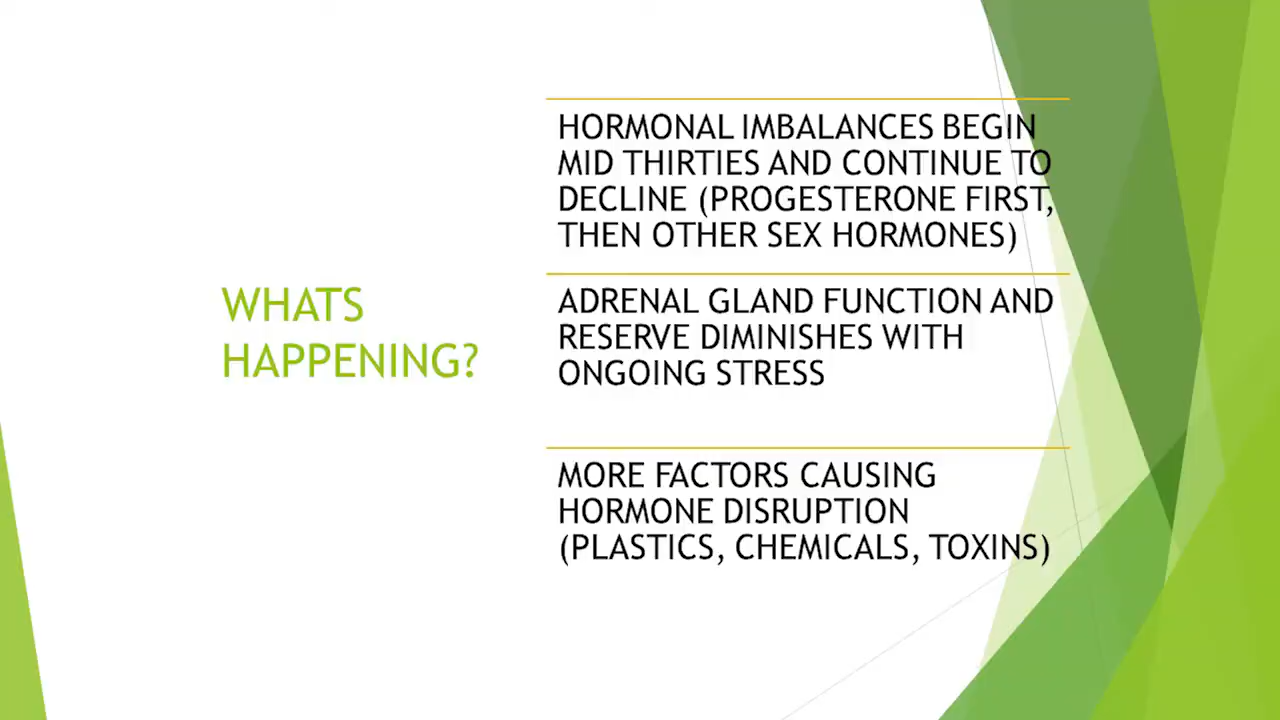 WHATS
HAPPENING?
HORMONAL IMBALANCES BEGIN
MID THIRTIES AND CONTINUE TO
DECLINE (PROGESTERONE FIRST,
THEN OTHER SEX HORMONES)
ADRENAL GLAND FUNCTION AND
RESERVE DIMINISHES WITH
ONGOING STRESS
MORE FACTORS CAUSING
HORMONE DISRUPTION
(PLASTICS, CHEMICALS, TOXINS)